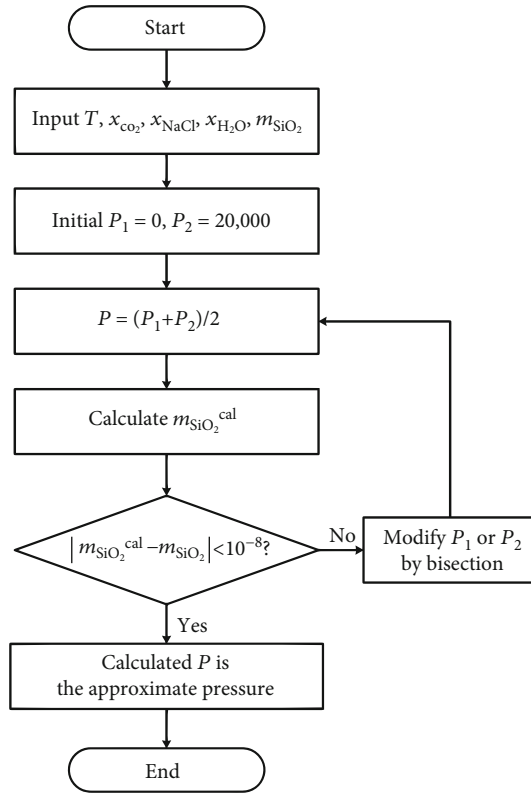 Start
Input T, x_co₂, x_NaCl, x_H₂O, m_SiO₂
Initial P₁ = 0, P₂ = 20,000
P = (P₁+P₂)/2
Calculate m_SiO₂^cal
| m_SiO₂^cal – m_SiO₂|<10⁻⁸?
No
Modify P₁ or P₂
by bisection
Yes
Calculated P is
the approximate pressure
End